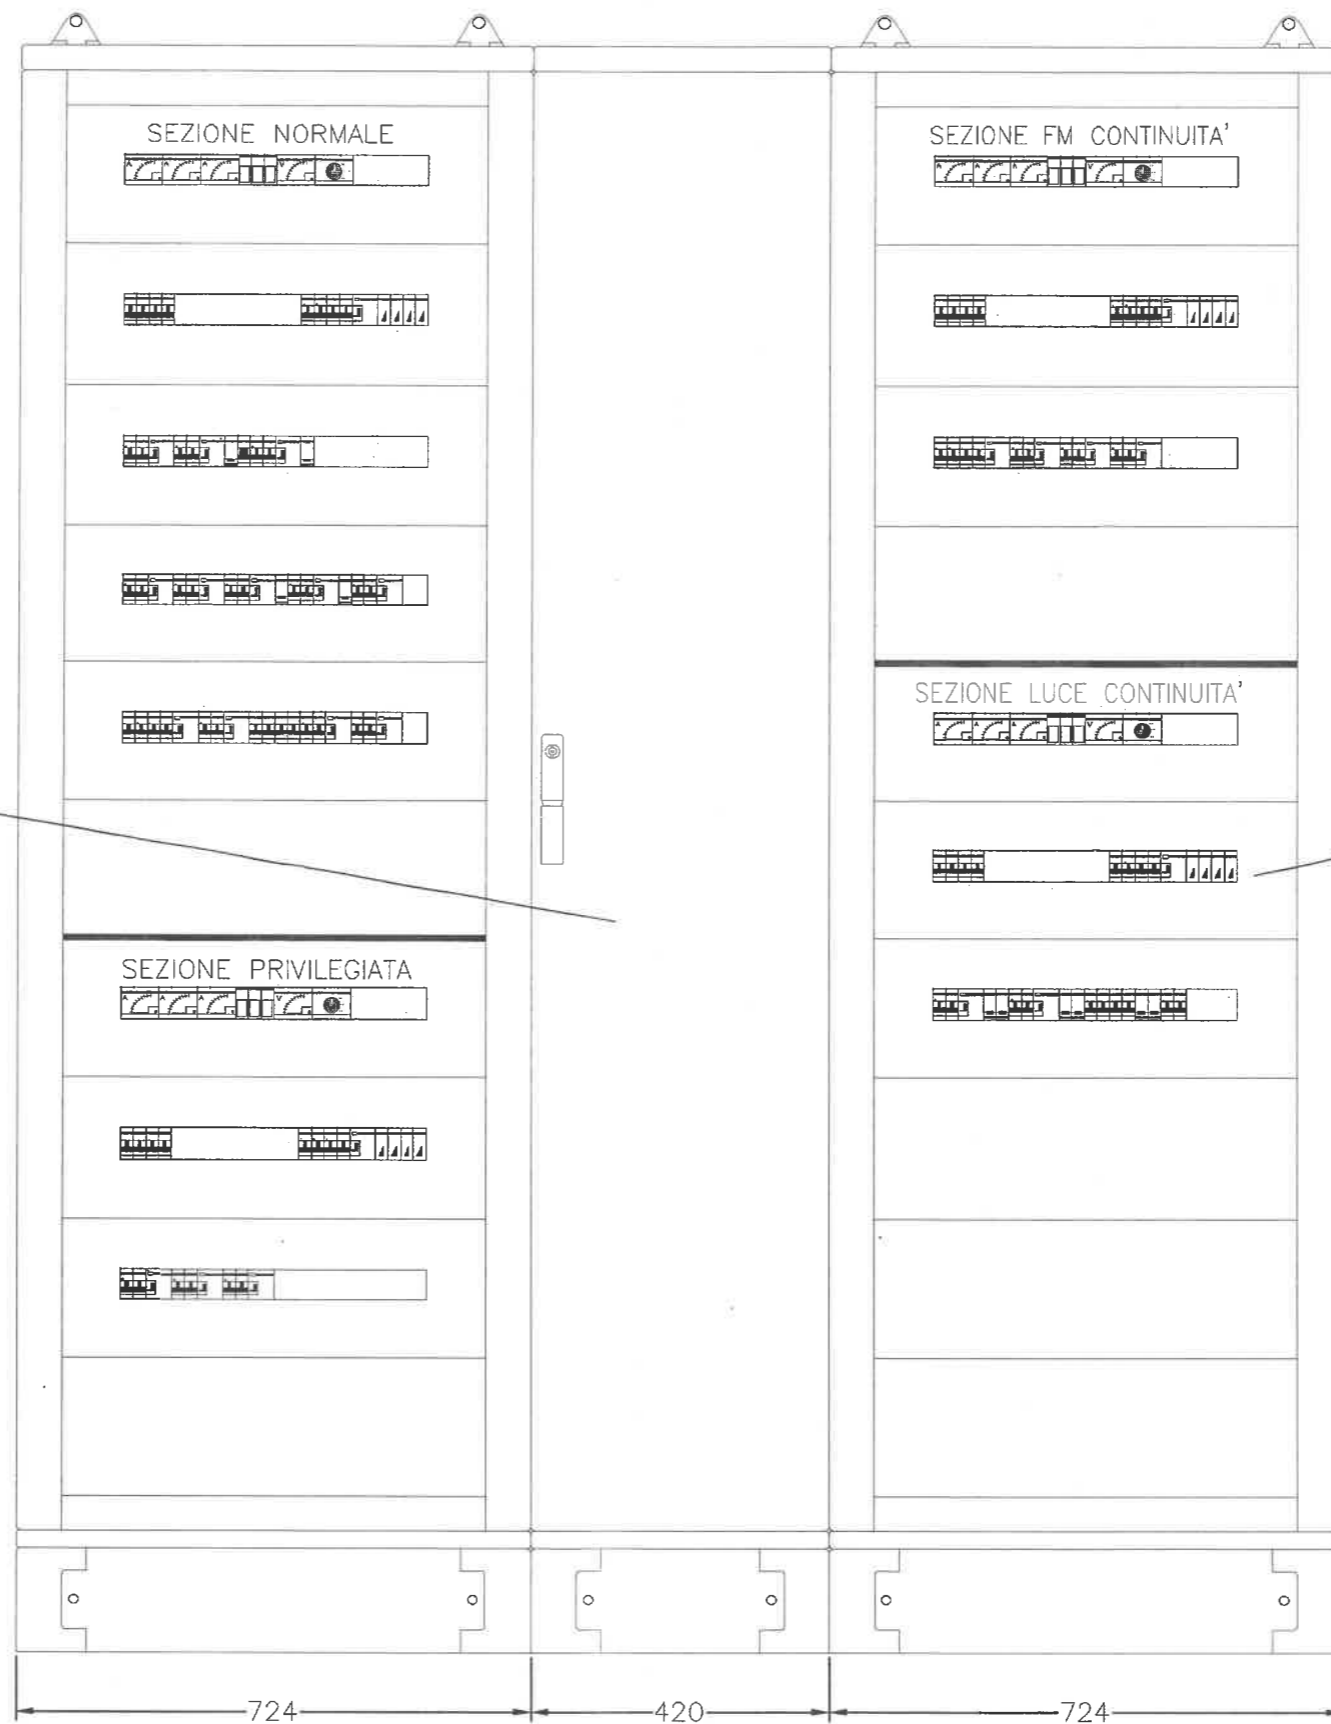 SEZIONE NORMALE
SEZIONE FM CONTINUITA'
A A A V
A A A V
SEZIONE LUCE CONTINUITA'
A A A V
SEZIONE PRIVILEGIATA
A A A V
724
420
724